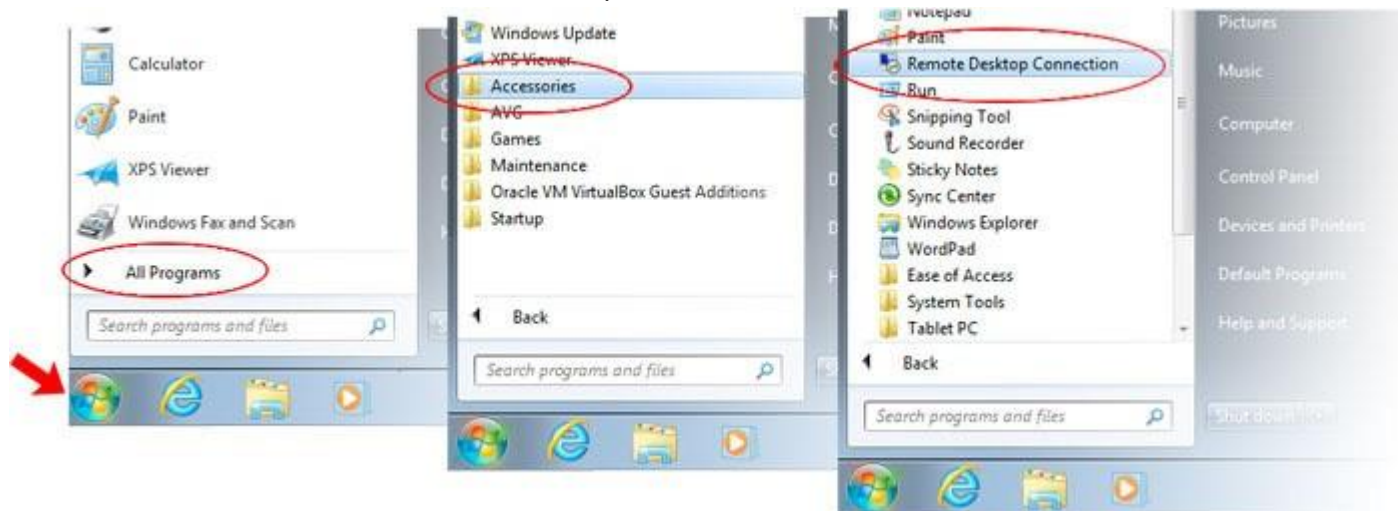 Calculator
Paint
XPS Viewer
Windows Fax and Scan
All Programs
Search programs and files
Windows Update
XPS Viewer
Accessories
AVG
Games
Maintenance
Oracle VM VirtualBox Guest Additions
Startup
Back
Search programs and files
Notepad
Paint
Remote Desktop Connection
Run
Snipping Tool
Sound Recorder
Sticky Notes
Sync Center
Windows Explorer
WordPad
Ease of Access
System Tools
Tablet PC
Back
Search programs and files
Pictures
Music
Computer
Control Panel
Devices and Printers
Default Programs
Help and Support
Shut down